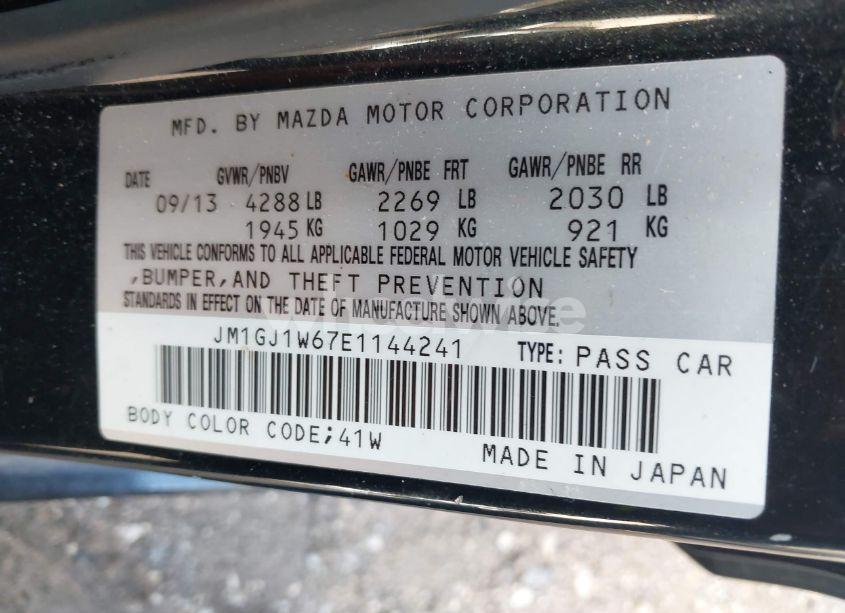 MFD. BY MAZDA MOTOR CORPORATION
DATE GVWR/PNBV GAWR/PNBE FRT GAWR/PNBE RR
09/13 4288 LB 2269 LB 2030 LB
1945 KG 1029 KG 921 KG
THIS VEHICLE CONFORMS TO ALL APPLICABLE FEDERAL MOTOR VEHICLE SAFETY
,BUMPER,AND THEFT PREVENTION
STANDARDS IN EFFECT ON THE DATE OF MANUFACTURE SHOWN ABOVE.
JM1GJ1W67E1144241 TYPE: PASS CAR
BODY COLOR CODE;41W
MADE IN JAPAN